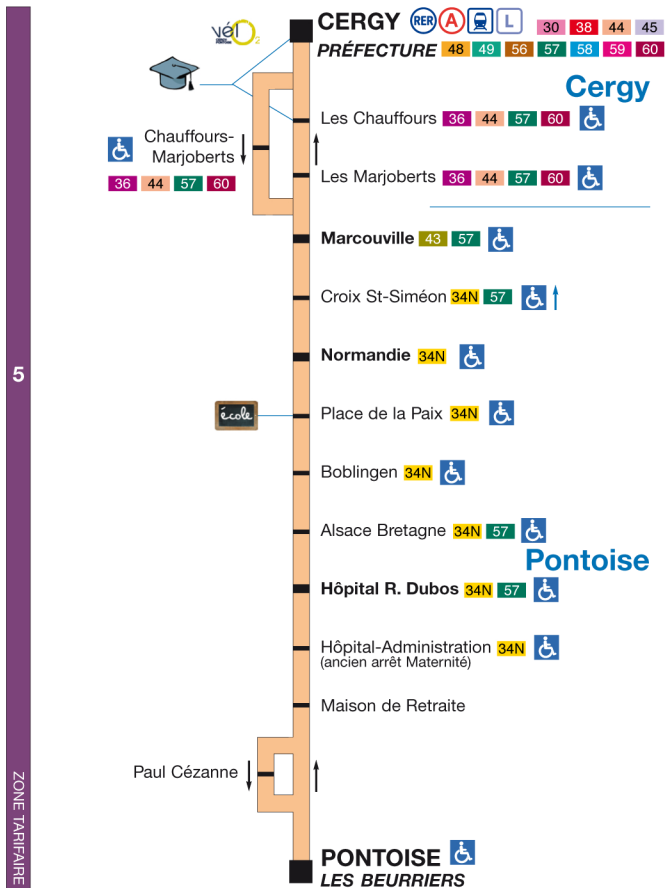 CERGY RER A L 30 38 44 45
PRÉFECTURE 48 49 56 57 58 59 60
vélO2
Cergy
Les Chauffours 36 44 57 60
Chauffours-
Marjoberts
36 44 57 60
Les Marjoberts 36 44 57 60
Marcouville 43 57
Croix St-Siméon 34N 57
Normandie 34N
5
école
Place de la Paix 34N
Boblingen 34N
Alsace Bretagne 34N 57
Pontoise
Hôpital R. Dubos 34N 57
Hôpital-Administration 34N
(ancien arrêt Maternité)
Maison de Retraite
Paul Cézanne
ZONE TARIFAIRE
PONTOISE
LES BEURRIERS